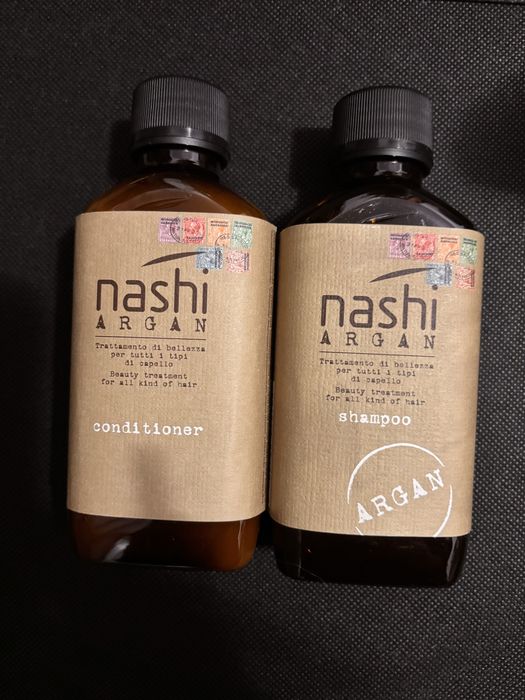 nashi
ARGAN
Trattamento di bellezza
per tutti i tipi
di capello
Beauty treatment
for all kind of hair
conditioner
nashi
ARGAN
Trattamento di bellezza
per tutti i tipi
di capello
Beauty treatment
for all kind of hair
shampoo
ARGAN